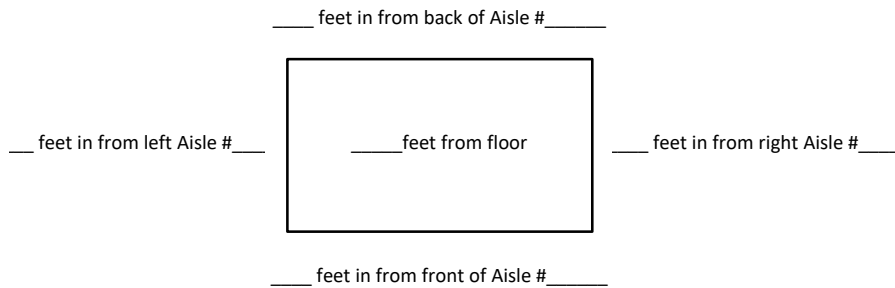 ____ feet in from back of Aisle #______
__ feet in from left Aisle #___
_____feet from floor
___ feet in from right Aisle #____
____ feet in from front of Aisle #______